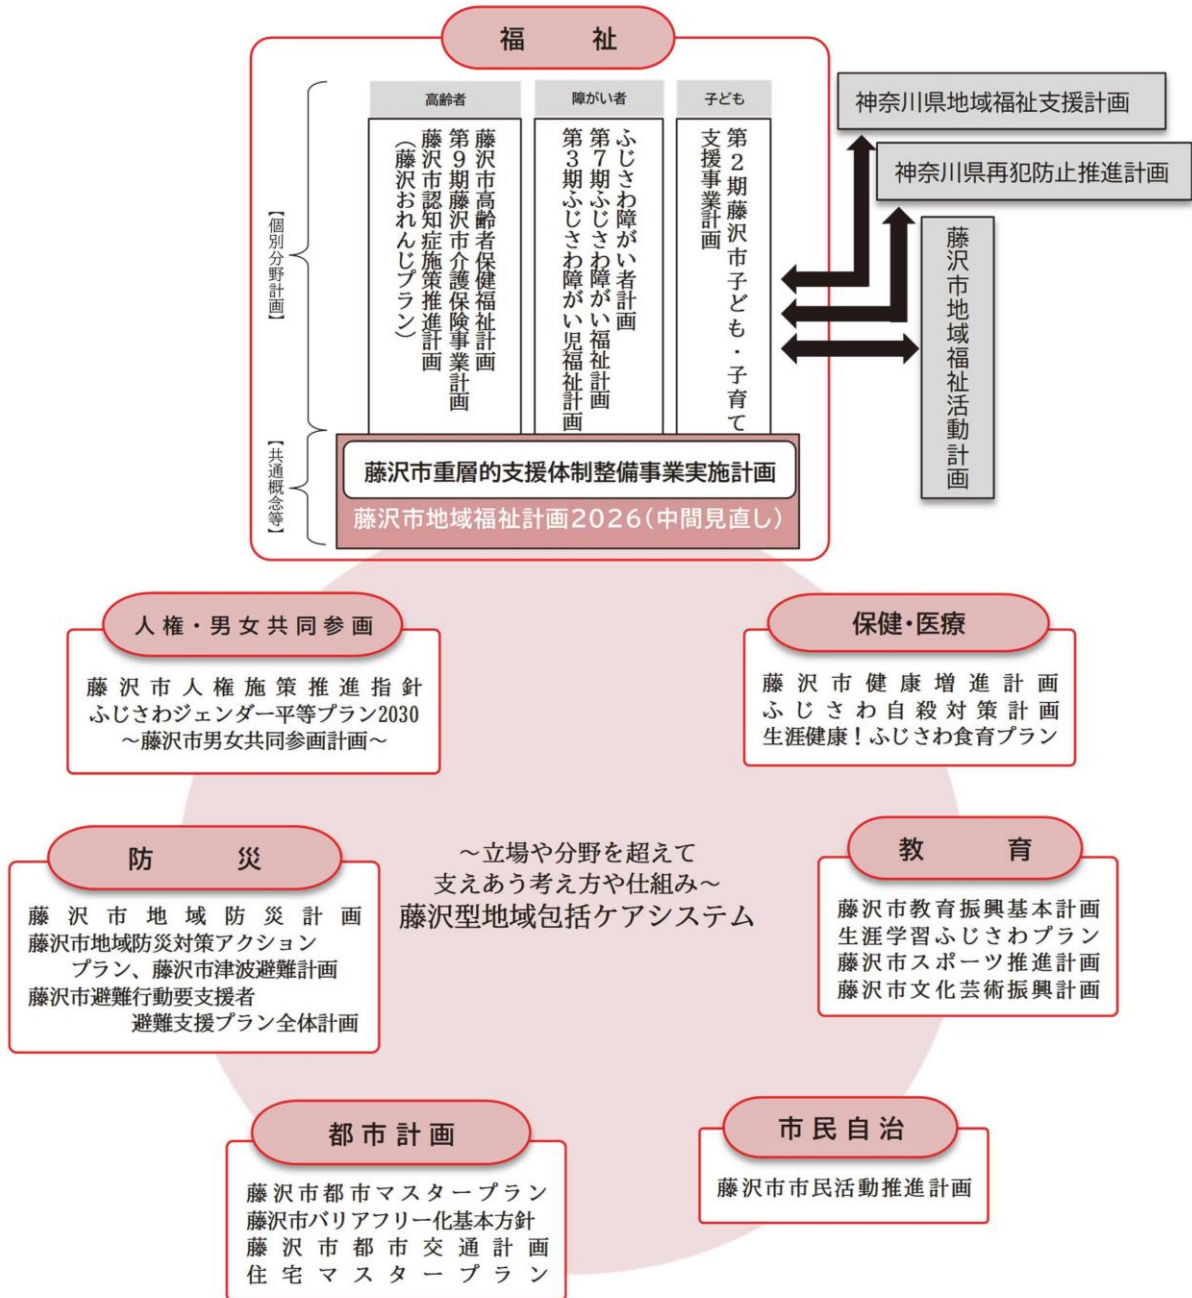 福 祉
高齢者
藤沢市高齢者保健福祉計画
第9期藤沢市介護保険事業計画
藤沢市認知症施策推進計画
（藤沢おれんじプラン）
障がい者
ふじさわ障がい者計画
第7期ふじさわ障がい福祉計画
第3期ふじさわ障がい児福祉計画
子ども
第2期藤沢市子ども・子育て
支援事業計画
【個別分野計画】
【共通概念等】
藤沢市重層的支援体制整備事業実施計画
藤沢市地域福祉計画2026（中間見直し）
神奈川県地域福祉支援計画
神奈川県再犯防止推進計画
藤沢市地域福祉活動計画
人権・男女共同参画
藤沢市人権施策推進指針
ふじさわジェンダー平等プラン2030
～藤沢市男女共同参画計画～
保健・医療
藤沢市健康増進計画
ふじさわ自殺対策計画
生涯健康！ふじさわ食育プラン
防 災
藤沢市地域防災計画
藤沢市地域防災対策アクション
プラン、藤沢市津波避難計画
藤沢市避難行動要支援者
避難支援プラン全体計画
～立場や分野を超えて
支えあう考え方や仕組み～
藤沢型地域包括ケアシステム
教 育
藤沢市教育振興基本計画
生涯学習ふじさわプラン
藤沢市スポーツ推進計画
藤沢市文化芸術振興計画
都市計画
藤沢市都市マスタープラン
藤沢市バリアフリー化基本方針
藤沢市都市交通計画
住宅マスタープラン
市民自治
藤沢市市民活動推進計画